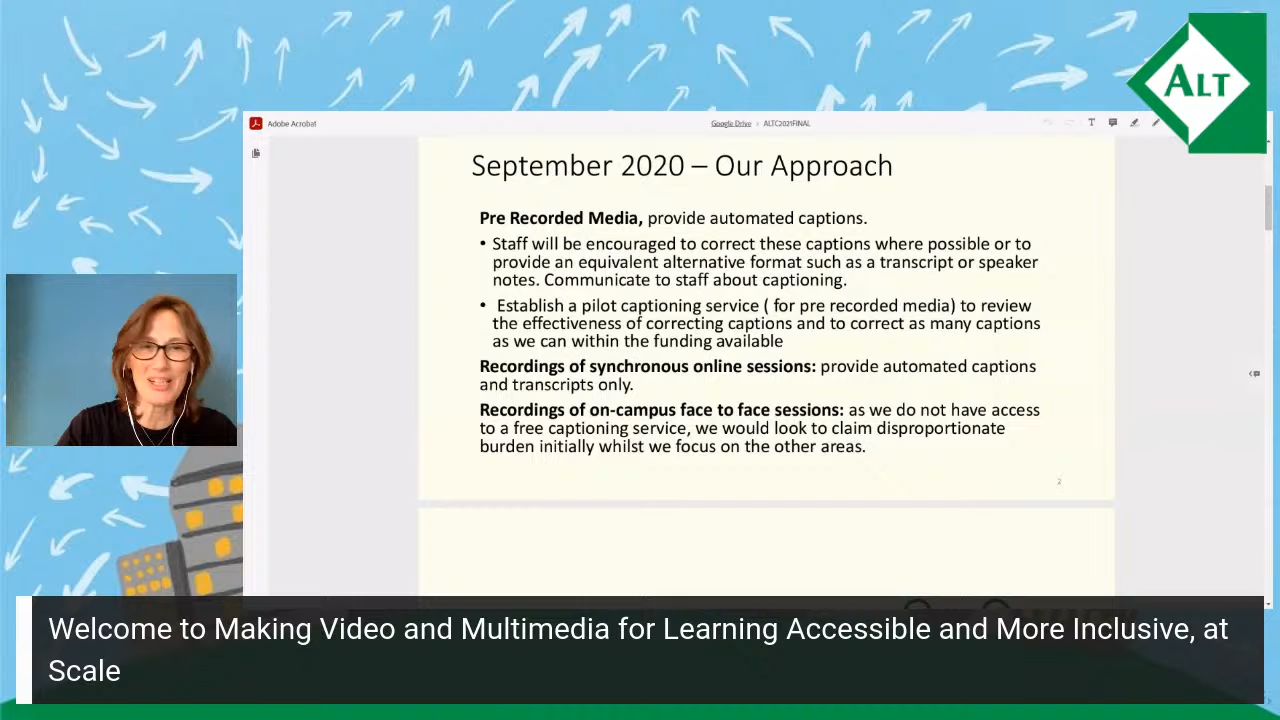 ALT
Adobe Acrobat
Google Drive › ALTC2021FINAL
September 2020 – Our Approach
Pre Recorded Media, provide automated captions.
• Staff will be encouraged to correct these captions where possible or to
provide an equivalent alternative format such as a transcript or speaker
notes. Communicate to staff about captioning.
• Establish a pilot captioning service ( for pre recorded media) to review
the effectiveness of correcting captions and to correct as many captions
as we can within the funding available
Recordings of synchronous online sessions: provide automated captions
and transcripts only.
Recordings of on-campus face to face sessions: as we do not have access
to a free captioning service, we would look to claim disproportionate
burden initially whilst we focus on the other areas.
2
Welcome to Making Video and Multimedia for Learning Accessible and More Inclusive, at
Scale